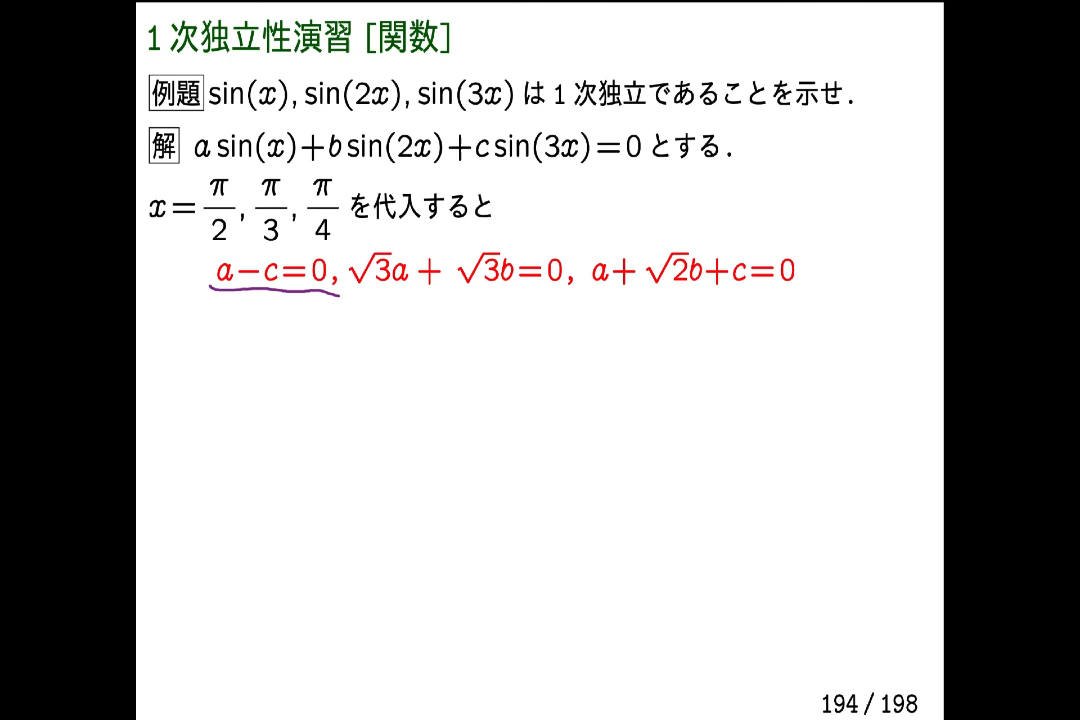 1次独立性演習 [関数]
例題 sin(x), sin(2x), sin(3x) は1次独立であることを示せ.
解 a sin(x)+b sin(2x)+c sin(3x)=0 とする.
x=π/2, π/3, π/4 を代入すると
a−c=0, √3a + √3b=0, a+√2b+c=0
194 / 198